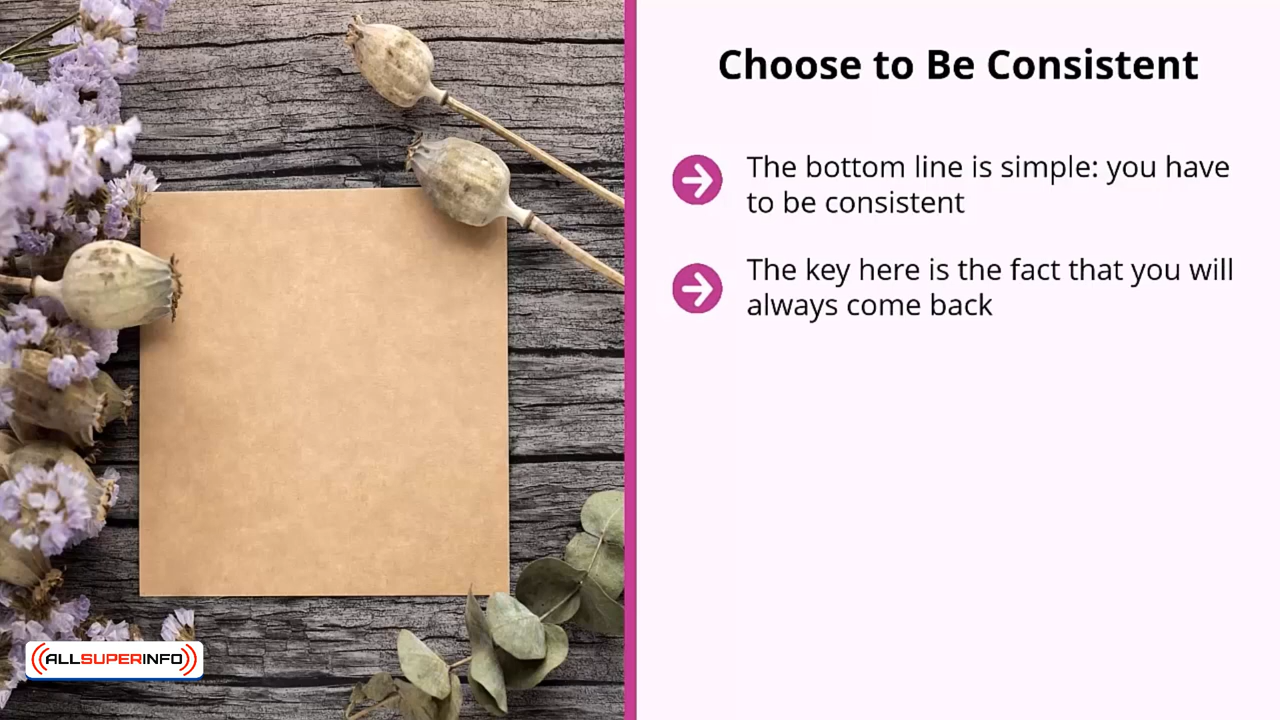 Choose to Be Consistent
The bottom line is simple: you have
to be consistent
The key here is the fact that you will
always come back
ALLSUPERINFO